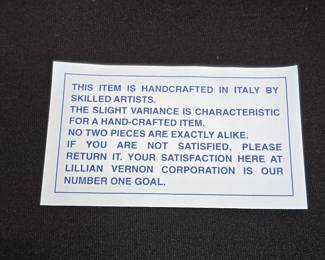 THIS ITEM IS HANDCRAFTED IN ITALY BY
SKILLED ARTISTS.
THE SLIGHT VARIANCE IS CHARACTERISTIC
FOR A HAND-CRAFTED ITEM.
NO TWO PIECES ARE EXACTLY ALIKE.
IF YOU ARE NOT SATISFIED, PLEASE
RETURN IT. YOUR SATISFACTION HERE AT
LILLIAN VERNON CORPORATION IS OUR
NUMBER ONE GOAL.